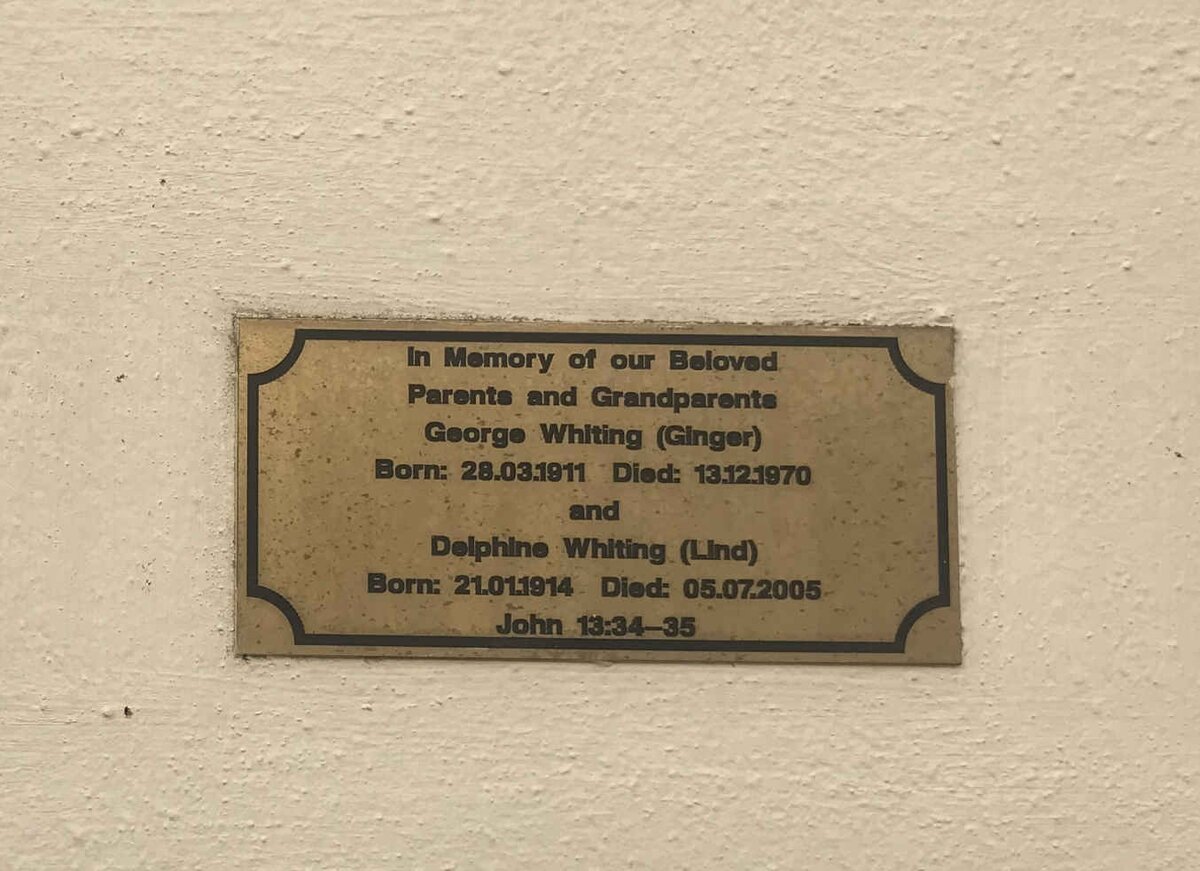 In Memory of our Beloved
Parents and Grandparents
George Whiting (Ginger)
Born: 28.03.1911 Died: 13.12.1970
and
Delphine Whiting (Lind)
Born: 21.01.1914 Died: 05.07.2005
John 13:34–35